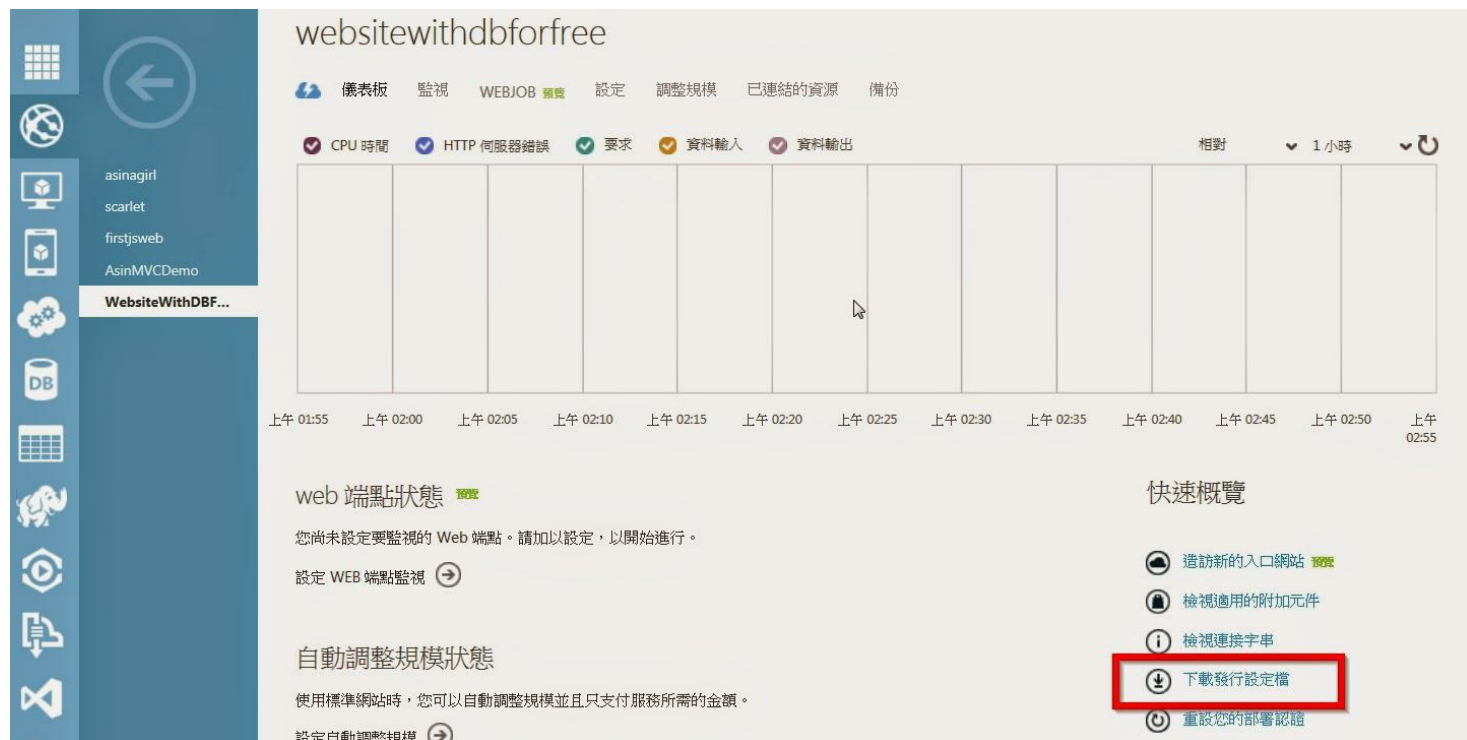 websitewithdbforfree
儀表板 監視 WEBJOB 預覽 設定 調整規模 已連結的資源 備份
CPU 時間 HTTP 伺服器錯誤 要求 資料輸入 資料輸出 相對 1 小時
asinagirl
scarlet
firstjsweb
AsinMVCDemo
WebsiteWithDBF...
DB
上午 01:55 上午 02:00 上午 02:05 上午 02:10 上午 02:15 上午 02:20 上午 02:25 上午 02:30 上午 02:35 上午 02:40 上午 02:45 上午 02:50 上午
02:55
web 端點狀態 預覽
您尚未設定要監視的 Web 端點。請加以設定，以開始進行。
設定 WEB 端點監視
自動調整規模狀態
使用標準網站時，您可以自動調整規模並且只支付服務所需的金額。
設定自動調整規模
快速概覽
造訪新的入口網站 預覽
檢視適用的附加元件
檢視連接字串
下載發行設定檔
重設您的部署認證